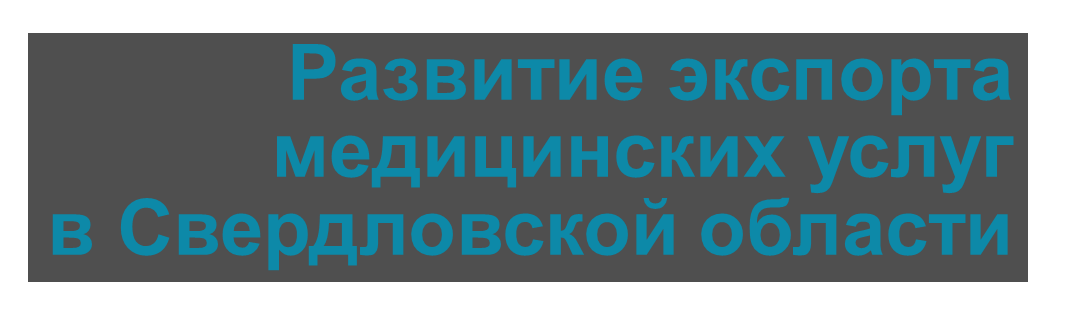 Развитие экспорта
медицинских услуг
в Свердловской области